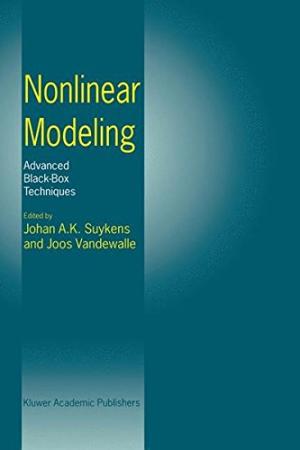 Nonlinear
Modeling
Advanced
Black-Box
Techniques
Edited by
Johan A.K. Suykens
and Joos Vandewalle
Kluwer Academic Publishers